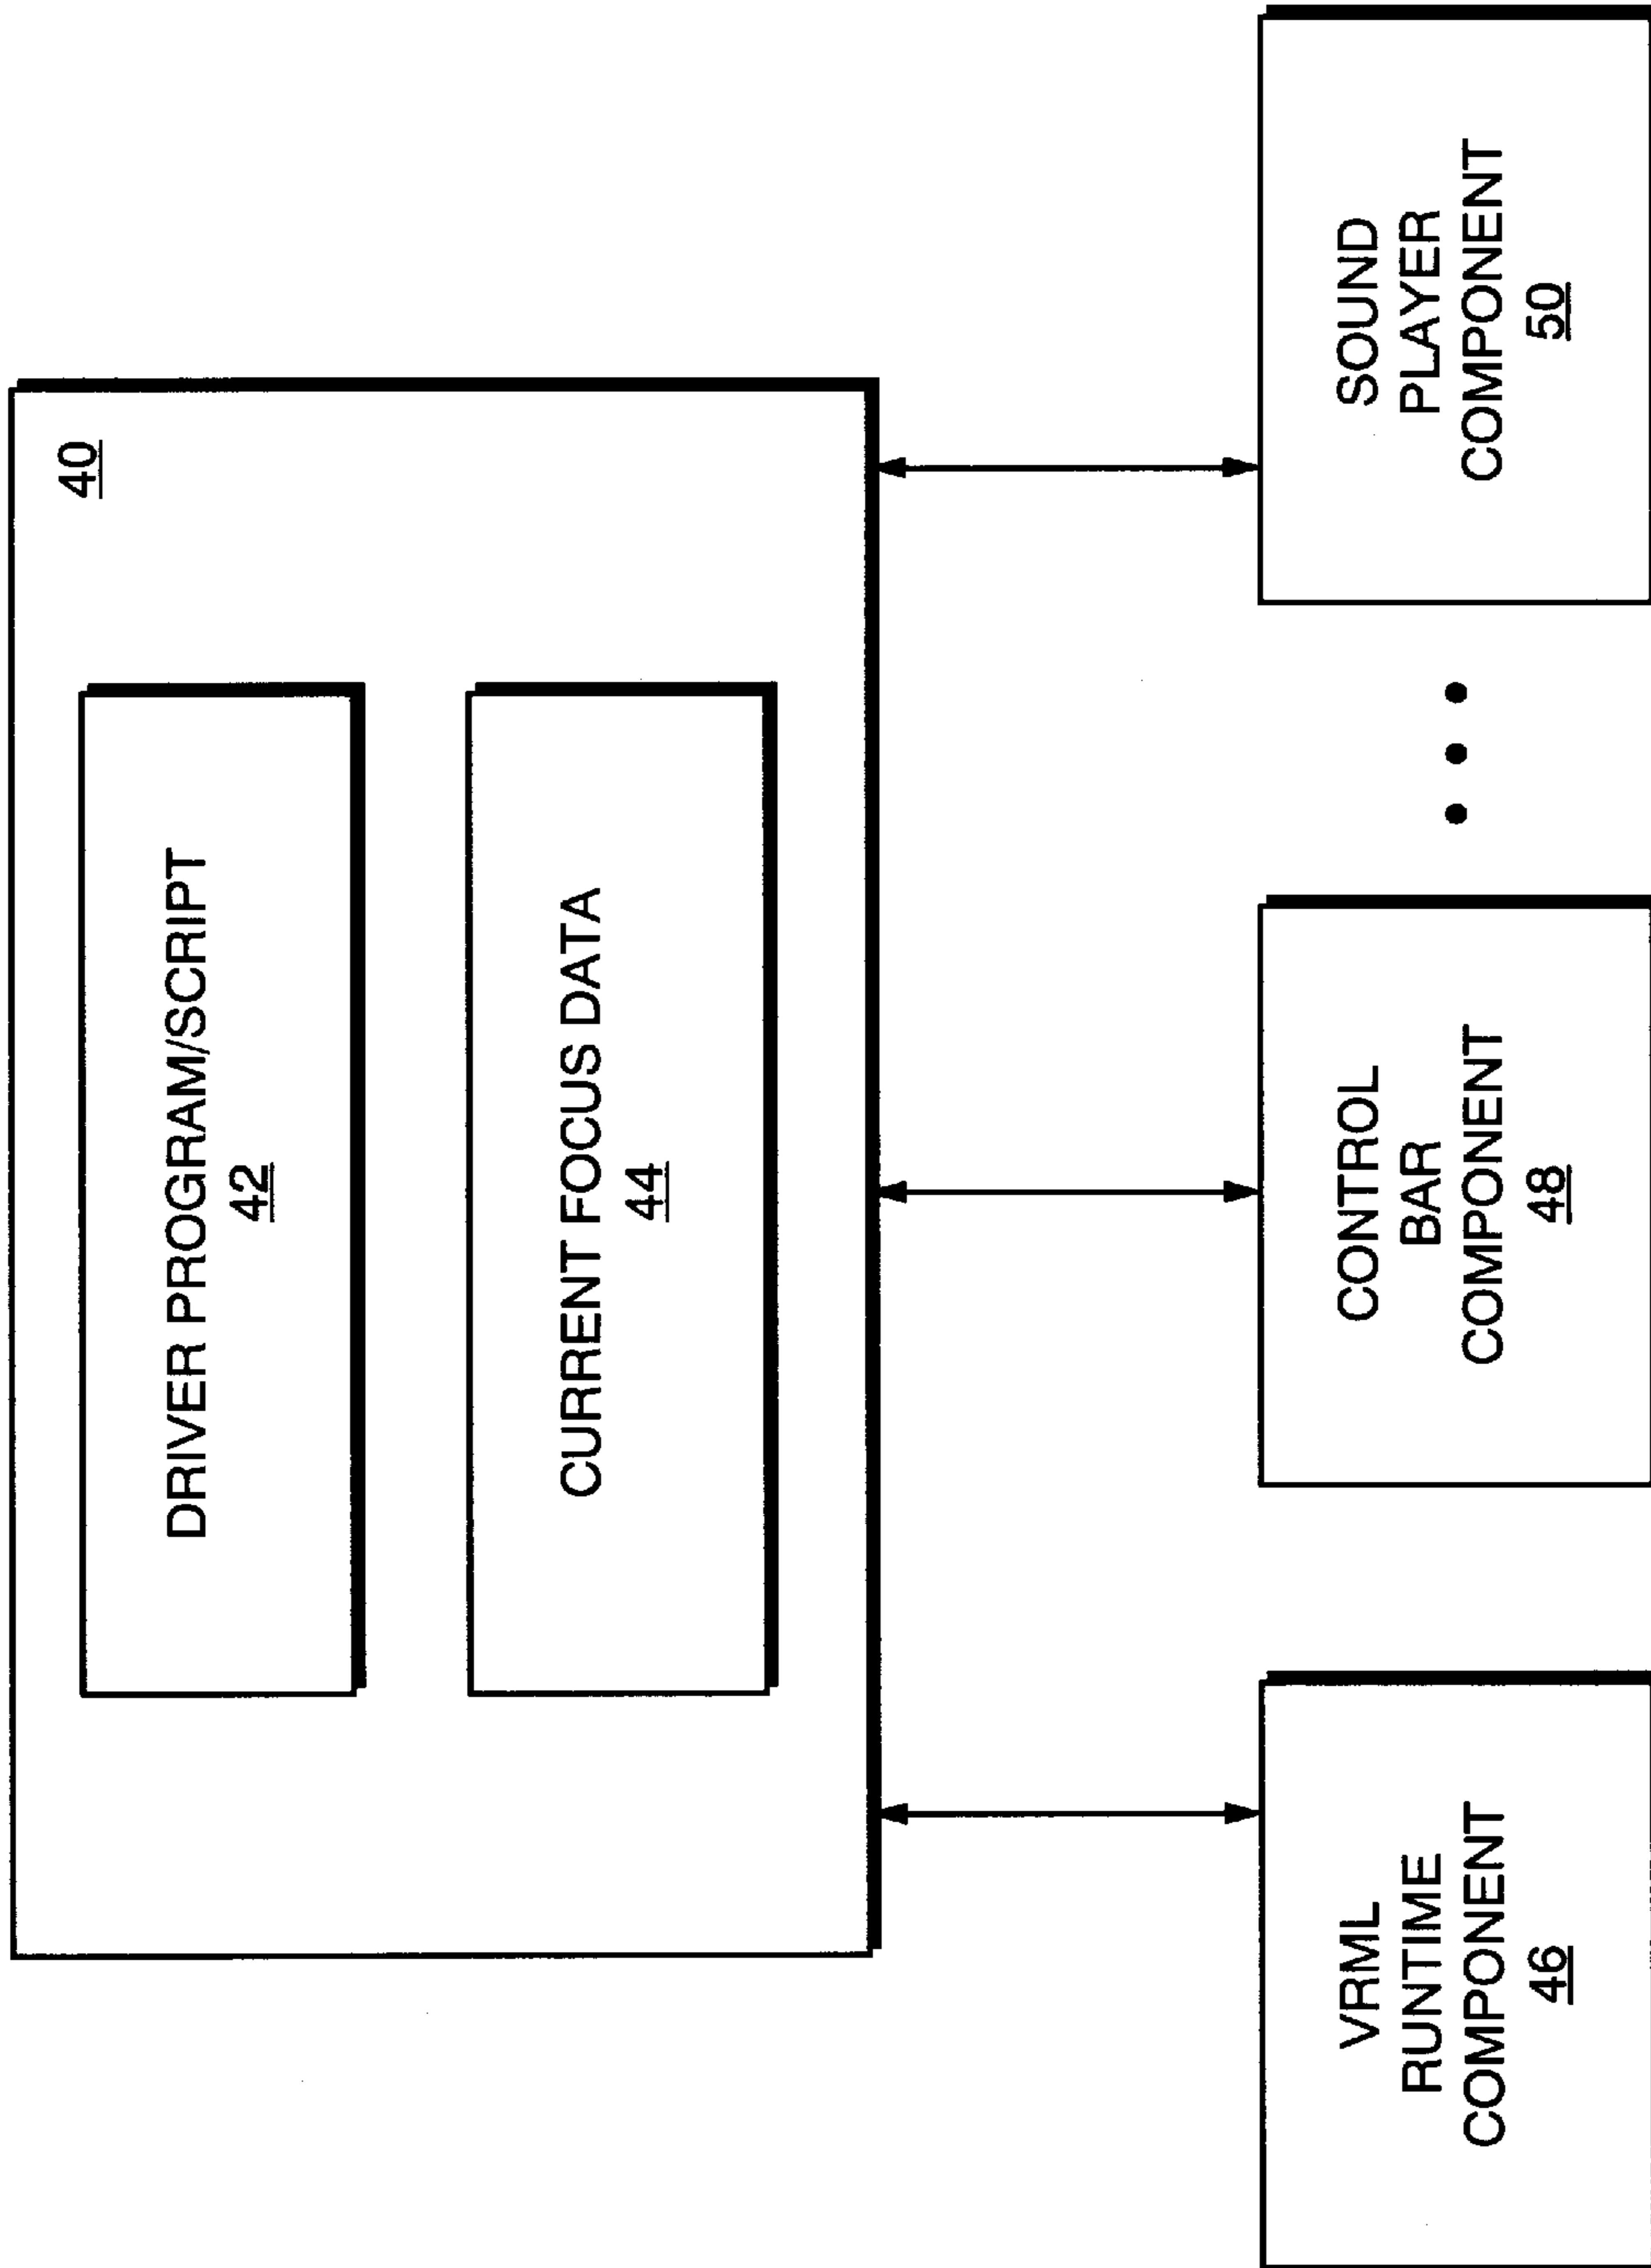 40
DRIVER PROGRAM/SCRIPT
42
CURRENT FOCUS DATA
44
VRML
RUNTIME
COMPONENT
46
CONTROL
BAR
COMPONENT
48
SOUND
PLAYER
COMPONENT
50